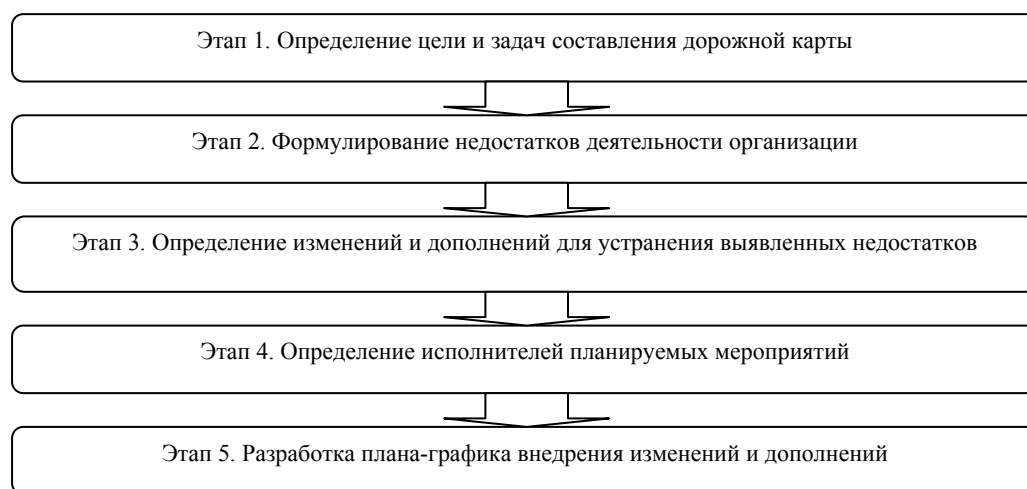 Этап 1. Определение цели и задач составления дорожной карты
Этап 2. Формулирование недостатков деятельности организации
Этап 3. Определение изменений и дополнений для устранения выявленных недостатков
Этап 4. Определение исполнителей планируемых мероприятий
Этап 5. Разработка плана-графика внедрения изменений и дополнений